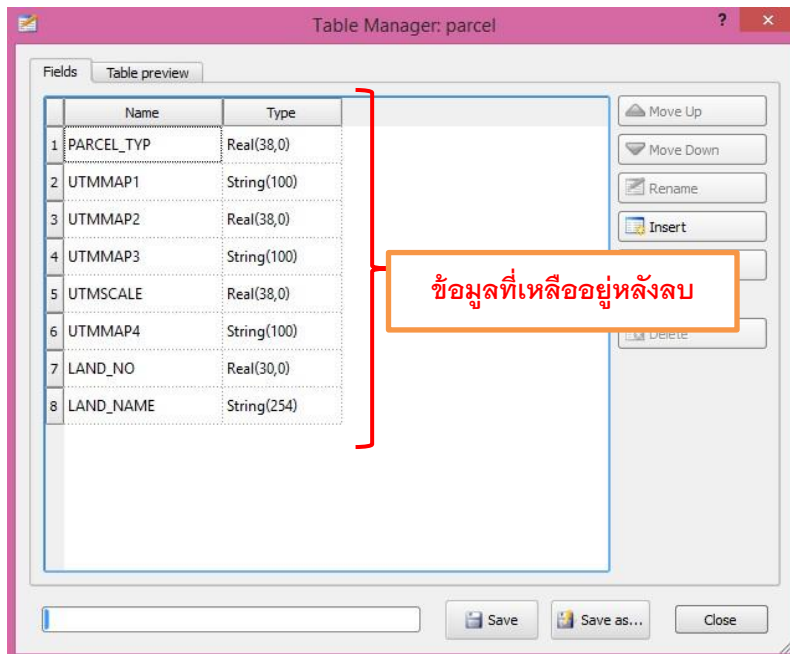 Table Manager: parcel
?
×
Fields
Table preview
Name
Type
1 PARCEL_TYP Real(38,0)
2 UTMMAP1 String(100)
3 UTMMAP2 Real(38,0)
4 UTMMAP3 String(100)
5 UTMSCALE Real(38,0)
6 UTMMAP4 String(100)
7 LAND_NO Real(30,0)
8 LAND_NAME String(254)
Move Up
Move Down
Rename
Insert
Delete
ข้อมูลที่เหลืออยู่หลังลบ
Save
Save as...
Close